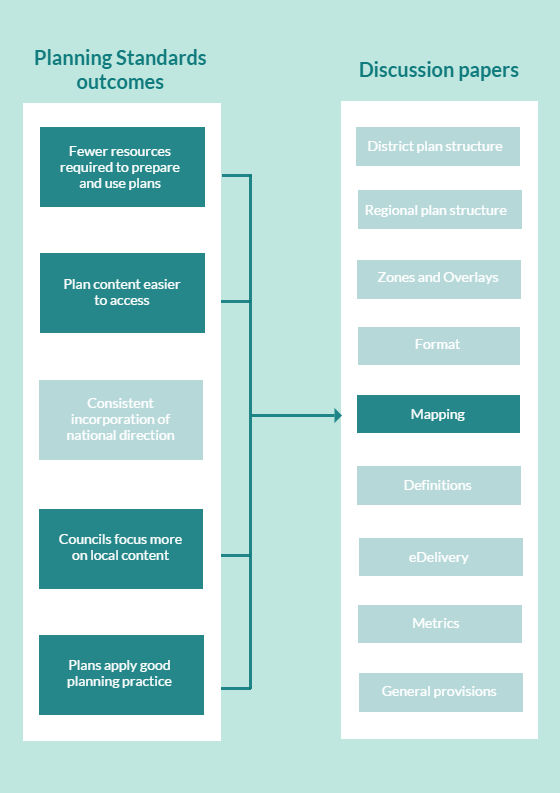 Planning Standards
outcomes
Fewer resources
required to prepare
and use plans
Plan content easier
to access
Consistent
incorporation of
national direction
Councils focus more
on local content
Plans apply good
planning practice
Discussion papers
District plan structure
Regional plan structure
Zones and Overlays
Format
Mapping
Definitions
eDelivery
Metrics
General provisions